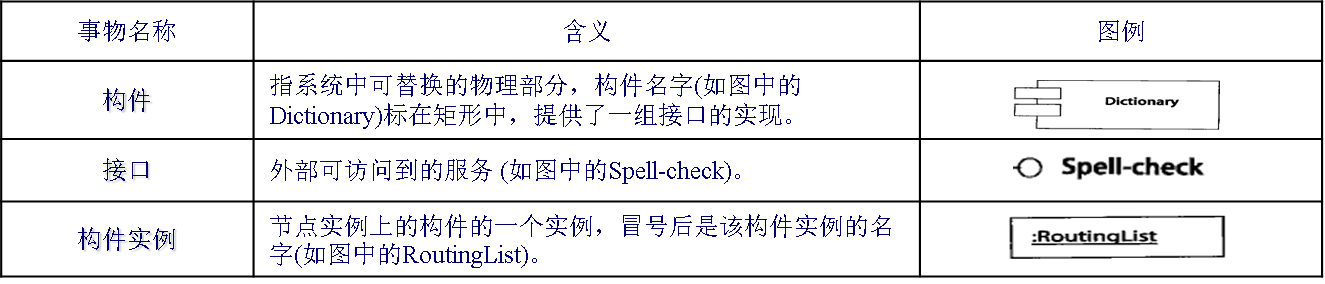 事物名称 含义 图例
构件
指系统中可替换的物理部分，构件名字(如图中的
Dictionary)标在矩形中，提供了一组接口的实现。
Dictionary
接口
外部可访问到的服务 (如图中的Spell-check)。
Spell-check
构件实例
节点实例上的构件的一个实例，冒号后是该构件实例的名
字(如图中的RoutingList)。
:RoutingList